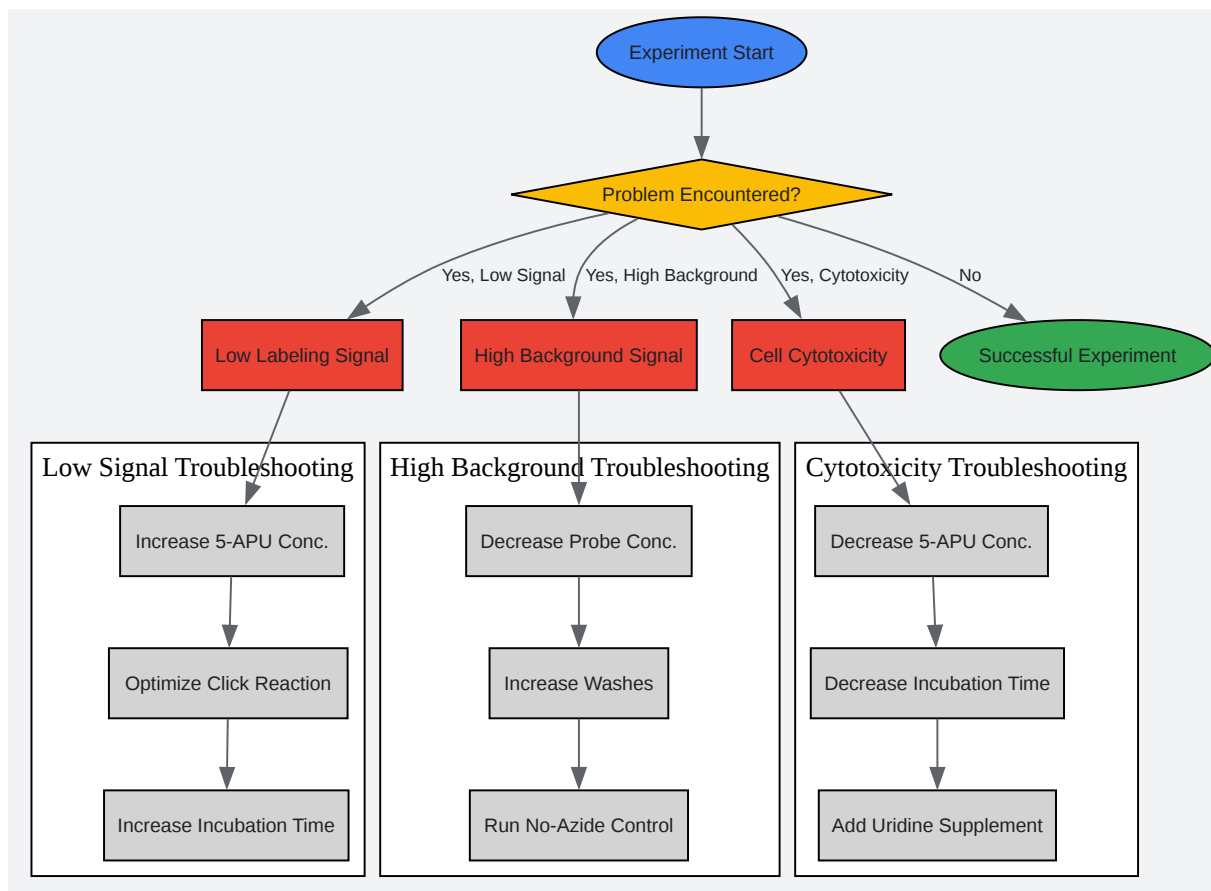 Experiment Start
Problem Encountered?
Yes, Low Signal
Yes, High Background
Yes, Cytotoxicity
No
Low Labeling Signal
High Background Signal
Cell Cytotoxicity
Successful Experiment
Low Signal Troubleshooting
High Background Troubleshooting
Cytotoxicity Troubleshooting
Increase 5-APU Conc.
Decrease Probe Conc.
Decrease 5-APU Conc.
Optimize Click Reaction
Increase Washes
Decrease Incubation Time
Increase Incubation Time
Run No-Azide Control
Add Uridine Supplement